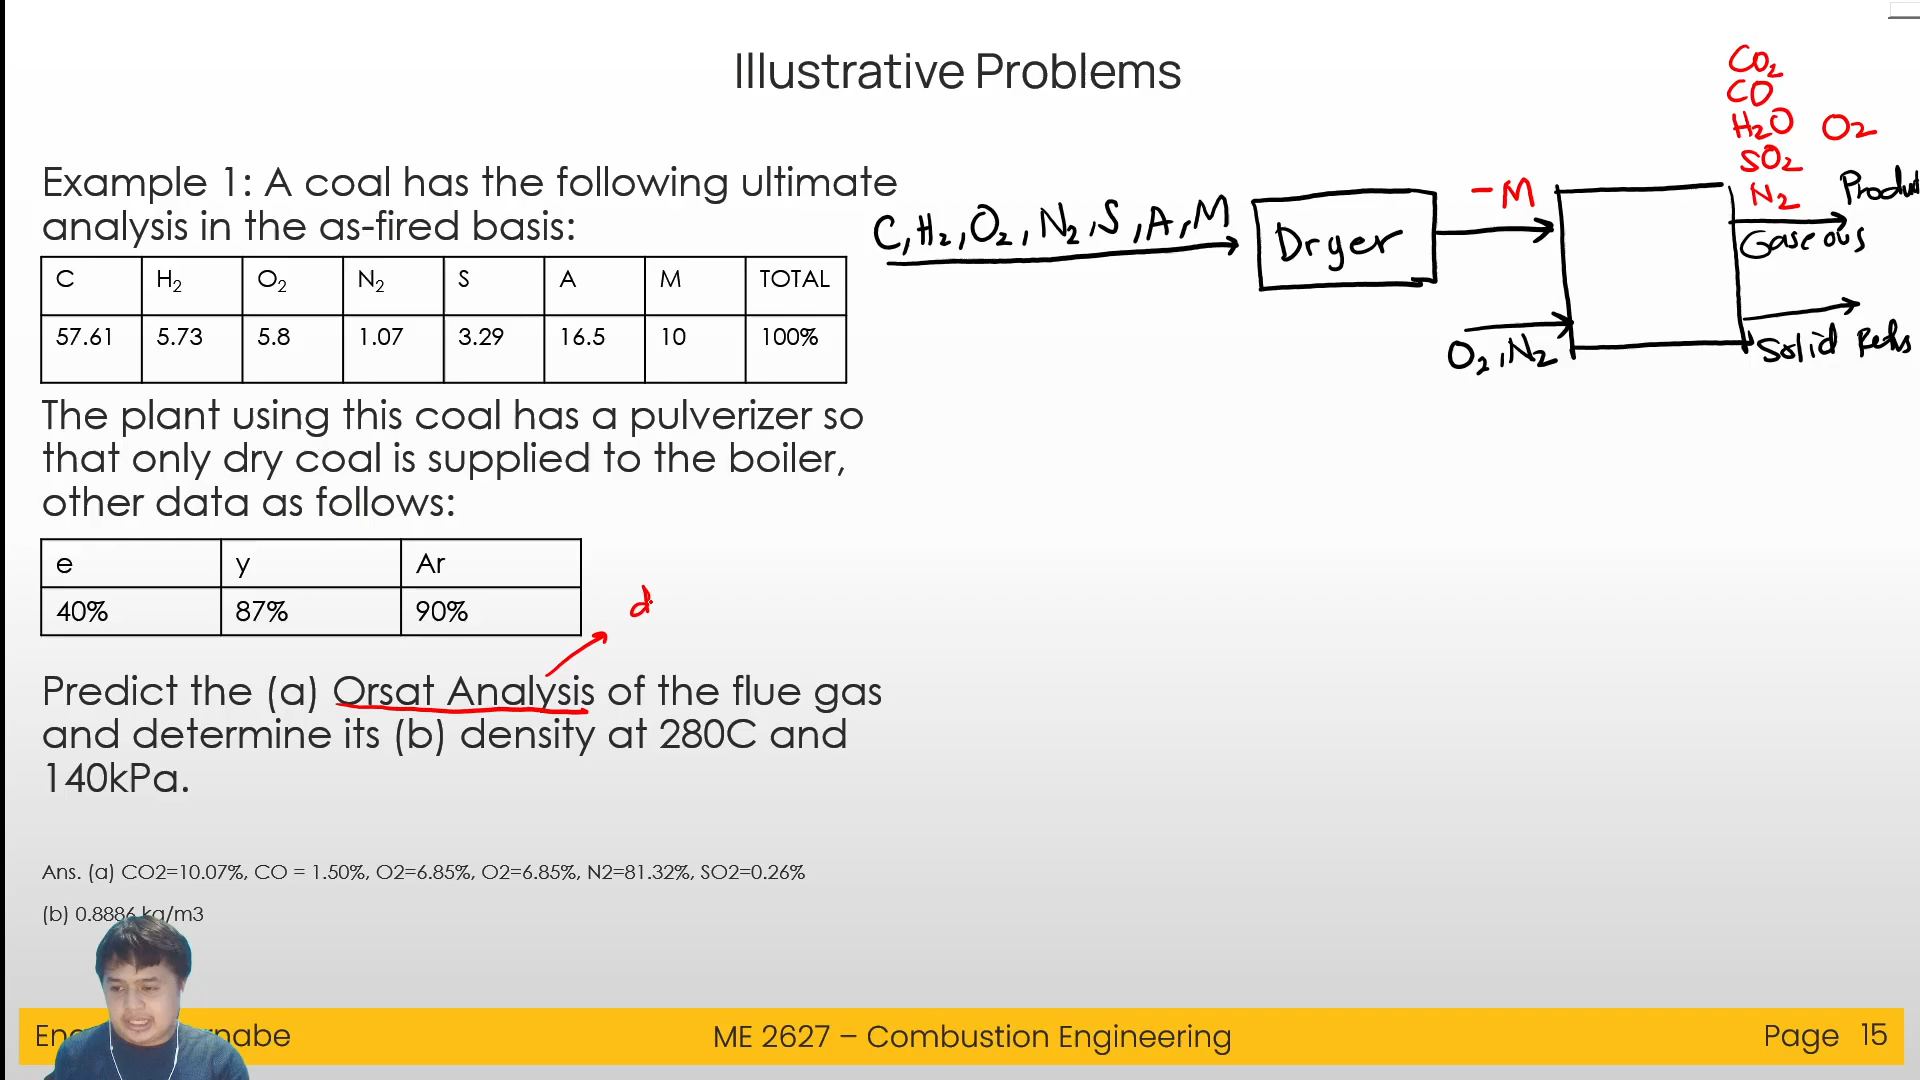 Illustrative Problems
Example 1: A coal has the following ultimate
analysis in the as-fired basis:
C H2 O2 N2 S A M TOTAL
57.61 5.73 5.8 1.07 3.29 16.5 10 100%
The plant using this coal has a pulverizer so
that only dry coal is supplied to the boiler,
other data as follows:
e y Ar
40% 87% 90%
d
Predict the (a) Orsat Analysis of the flue gas
and determine its (b) density at 280C and
140kPa.
Ans. (a) CO2=10.07%, CO = 1.50%, O2=6.85%, O2=6.85%, N2=81.32%, SO2=0.26%
(b) 0.8886 kg/m3
C, H2, O2, N2, S, A, M
Dryer
- M
O2, N2
CO2
CO
H2O O2
SO2
N2
Produ
Gaseous
Solid
ME 2627 – Combustion Engineering
Page 15